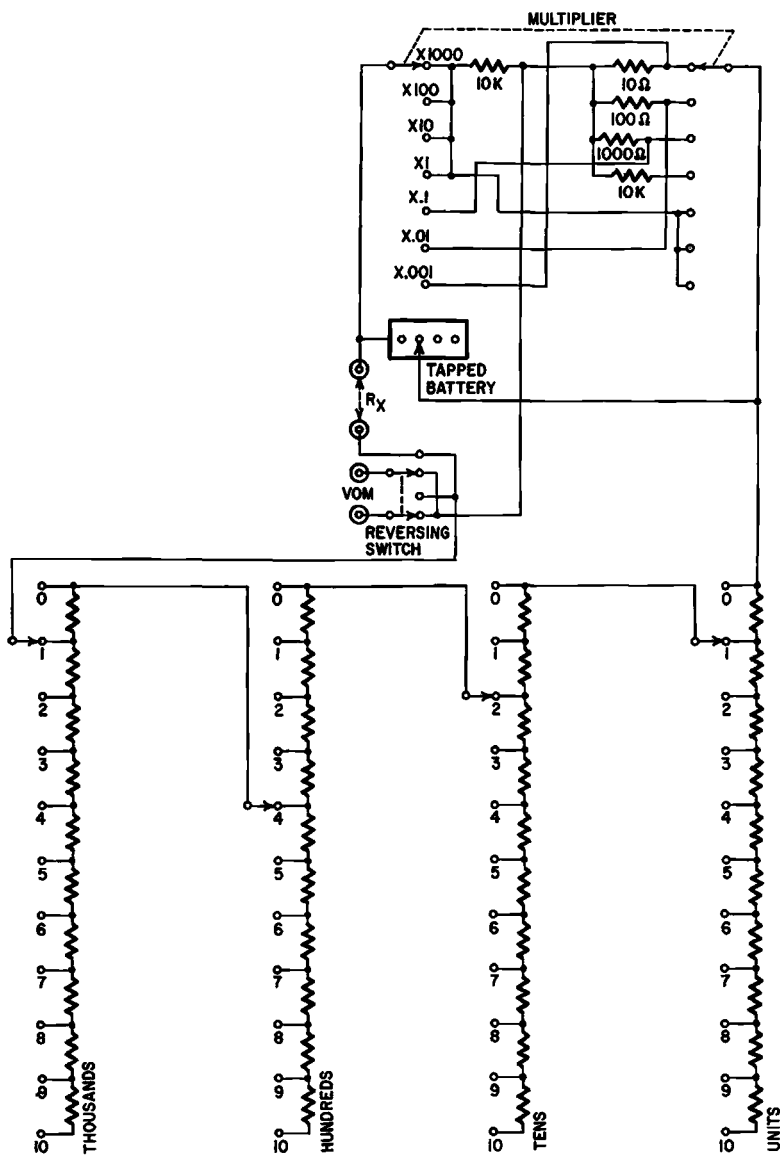 MULTIPLIER
X1000
10K
10Ω
X100
100Ω
X10
1000Ω
X1
10K
X.1
X.01
X.001
TAPPED
BATTERY
RX
VOM
REVERSING
SWITCH
0 0 0 0
1 1 1 1
2 2 2 2
3 3 3 3
4 4 4 4
5 5 5 5
6 6 6 6
7 7 7 7
8 8 8 8
9 9 9 9
10 10 10 10
THOUSANDS
HUNDREDS
TENS
UNITS